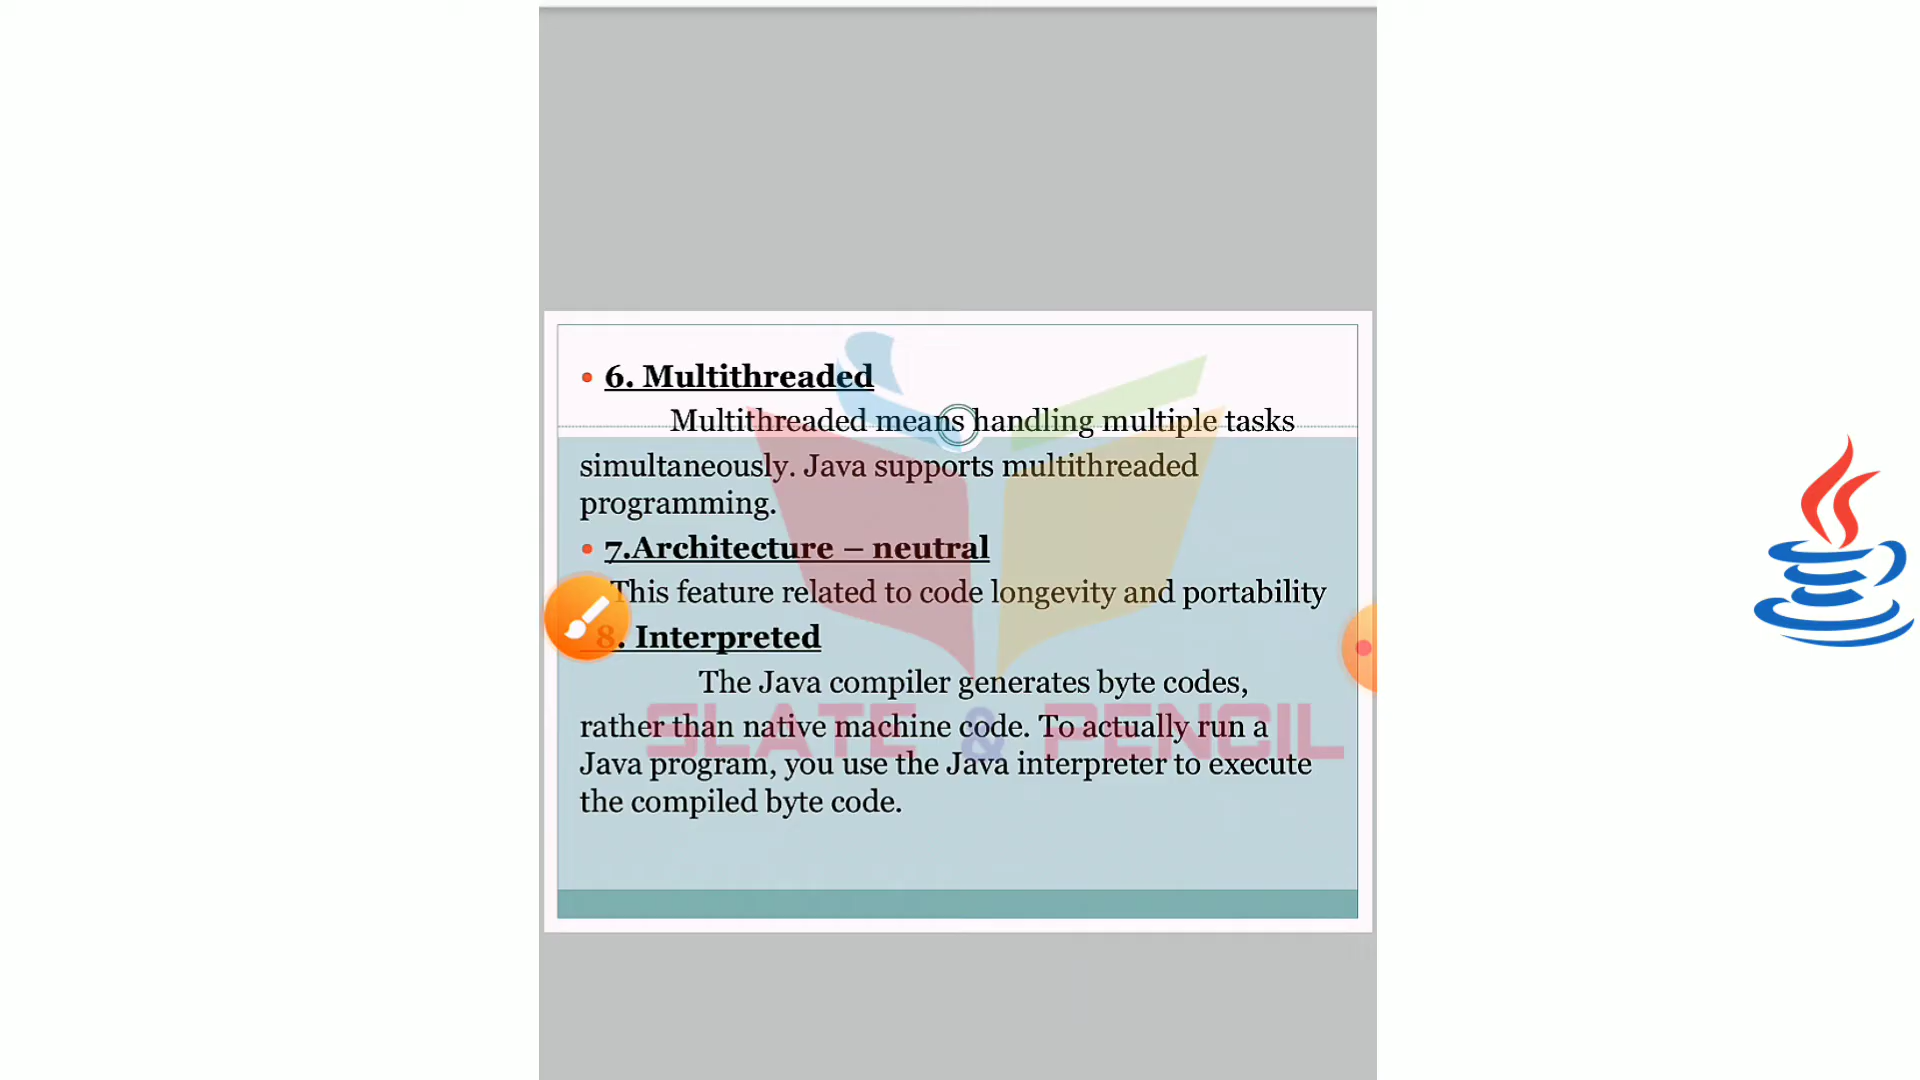 6. Multithreaded
Multithreaded means handling multiple tasks
simultaneously. Java supports multithreaded
programming.
7.Architecture – neutral
This feature related to code longevity and portability
8. Interpreted
The Java compiler generates byte codes,
rather than native machine code. To actually run a
Java program, you use the Java interpreter to execute
the compiled byte code.
SLATE & PENCIL